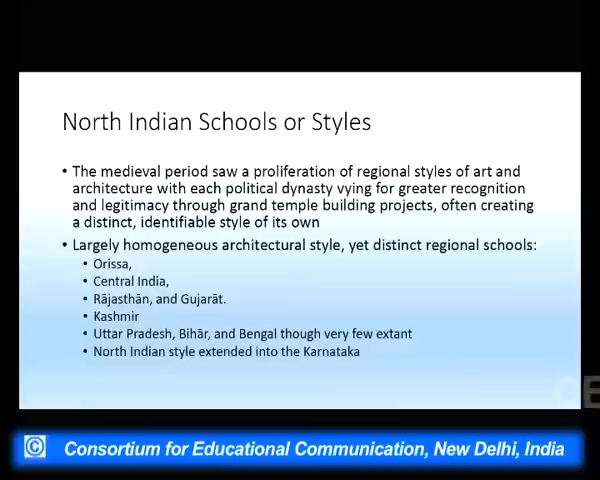 North Indian Schools or Styles
• The medieval period saw a proliferation of regional styles of art and
architecture with each political dynasty vying for greater recognition
and legitimacy through grand temple building projects, often creating
a distinct, identifiable style of its own
• Largely homogeneous architectural style, yet distinct regional schools:
• Orissa,
• Central India,
• Rājasthān, and Gujarāt.
• Kashmir
• Uttar Pradesh, Bihār, and Bengal though very few extant
• North Indian style extended into the Karnataka
© Consortium for Educational Communication, New Delhi, India